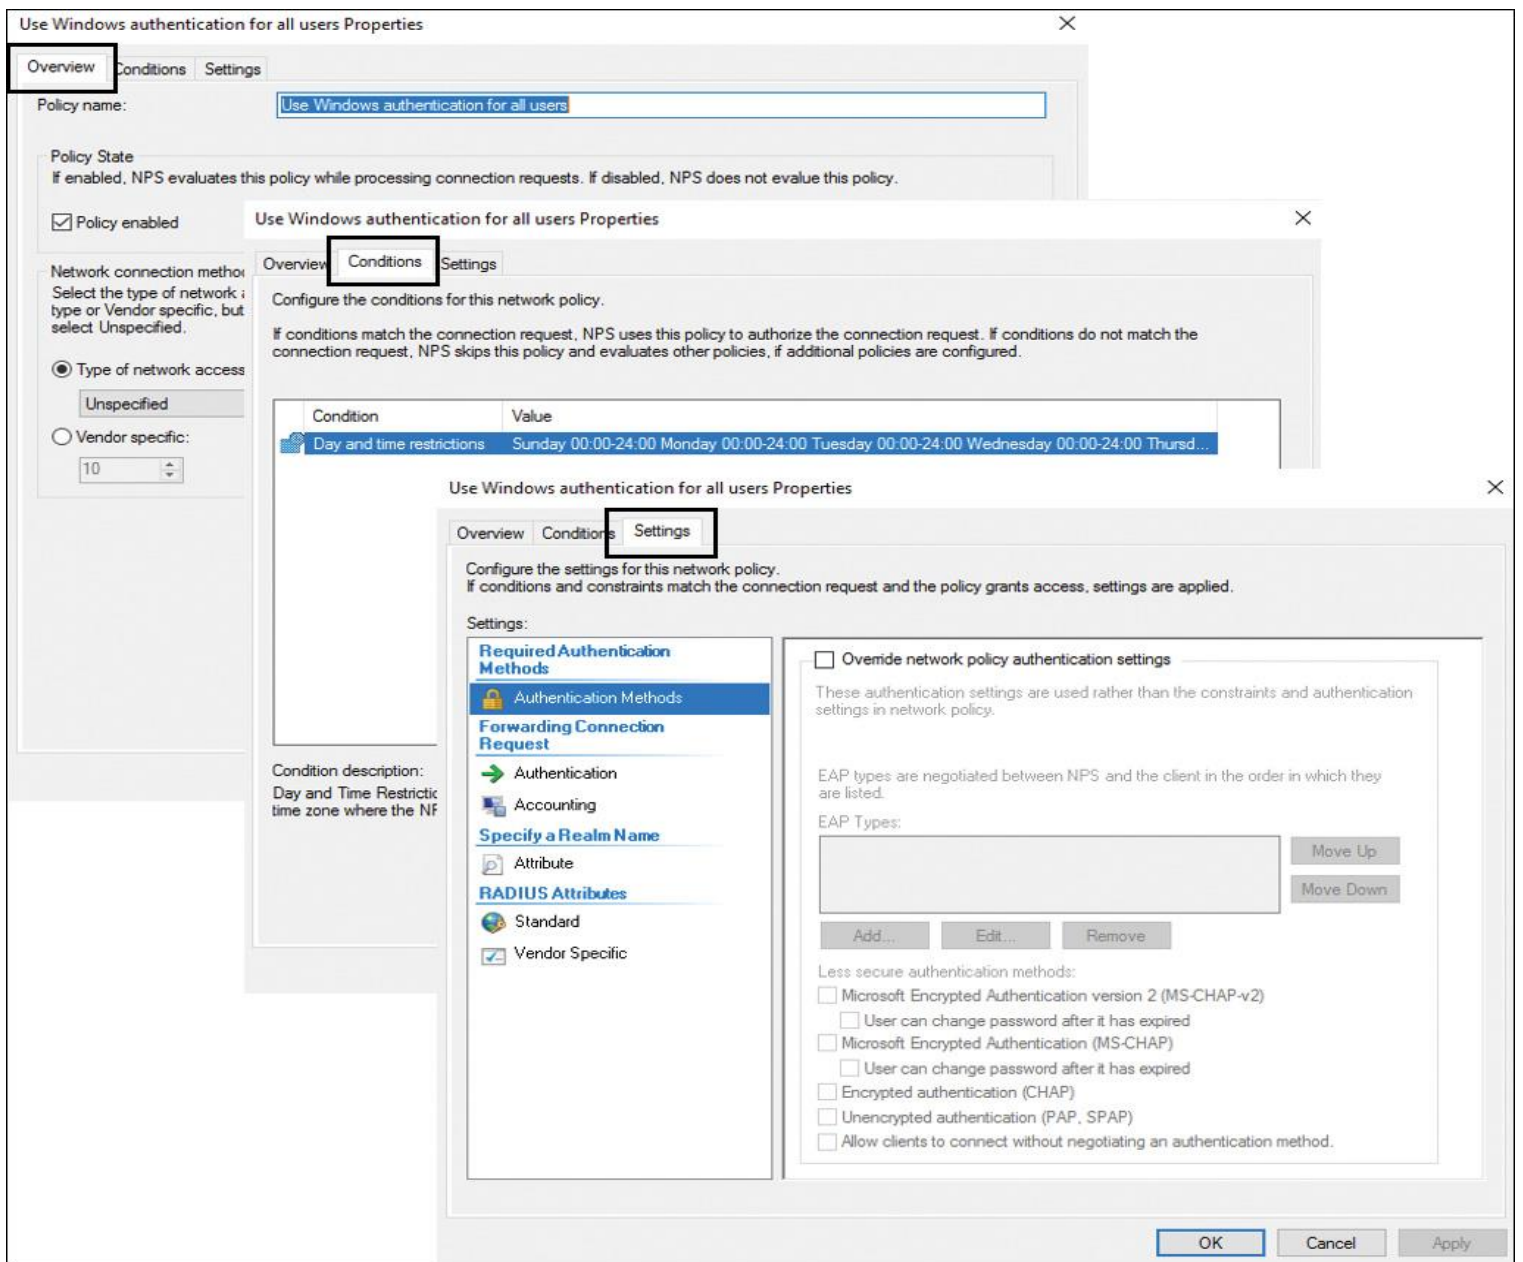 Use Windows authentication for all users Properties
Overview Conditions Settings
Policy name: Use Windows authentication for all users
Policy State
If enabled, NPS evaluates this policy while processing connection requests. If disabled, NPS does not evalue this policy.
Policy enabled
Network connection
Select the type of network
type or Vendor specific, but
select Unspecified.
Type of network access
Unspecified
Vendor specific:
10
Use Windows authentication for all users Properties
Overview Conditions Settings
Configure the conditions for this network policy.
If conditions match the connection request, NPS uses this policy to authorize the connection request. If conditions do not match the
connection request, NPS skips this policy and evaluates other policies, if additional policies are configured.
Condition Value
Day and time restrictions Sunday 00:00-24:00 Monday 00:00-24:00 Tuesday 00:00-24:00 Wednesday 00:00-24:00 Thursd...
Condition description:
Day and Time
time zone where the
Use Windows authentication for all users Properties
Overview Conditions Settings
Configure the settings for this network policy.
If conditions and constraints match the connection request and the policy grants access, settings are applied.
Settings:
Required Authentication
Methods
Authentication Methods
Forwarding Connection
Request
Authentication
Accounting
Specify a Realm Name
Attribute
RADIUS Attributes
Standard
Vendor Specific
Override network policy authentication settings
These authentication settings are used rather than the constraints and authentication
settings in network policy.
EAP types are negotiated between NPS and the client in the order in which they
are listed.
EAP Types:
Move Up
Move Down
Add... Edit... Remove
Less secure authentication methods:
Microsoft Encrypted Authentication version 2 (MS-CHAP-v2)
User can change password after it has expired
Microsoft Encrypted Authentication (MS-CHAP)
User can change password after it has expired
Encrypted authentication (CHAP)
Unencrypted authentication (PAP, SPAP)
Allow clients to connect without negotiating an authentication method.
OK Cancel Apply